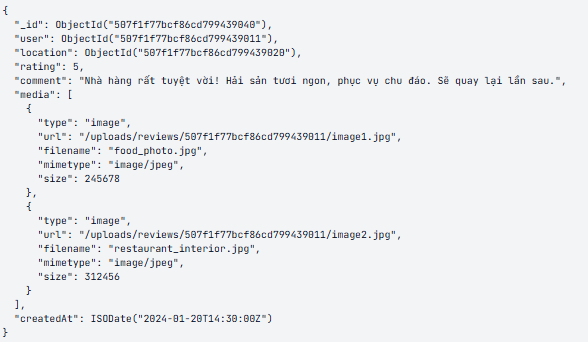 {
  "_id": ObjectId("507f1f77bcf86cd799439040"),
  "user": ObjectId("507f1f77bcf86cd799439011"),
  "location": ObjectId("507f1f77bcf86cd799439020"),
  "rating": 5,
  "comment": "Nhà hàng rất tuyệt vời! Hải sản tươi ngon, phục vụ chu đáo. Sẽ quay lại lần sau.",
  "media": [
    {
      "type": "image",
      "url": "/uploads/reviews/507f1f77bcf86cd799439011/image1.jpg",
      "filename": "food_photo.jpg",
      "mimetype": "image/jpeg",
      "size": 245678
    },
    {
      "type": "image",
      "url": "/uploads/reviews/507f1f77bcf86cd799439011/image2.jpg",
      "filename": "restaurant_interior.jpg",
      "mimetype": "image/jpeg",
      "size": 312456
    }
  ],
  "createdAt": ISODate("2024-01-20T14:30:00Z")
}